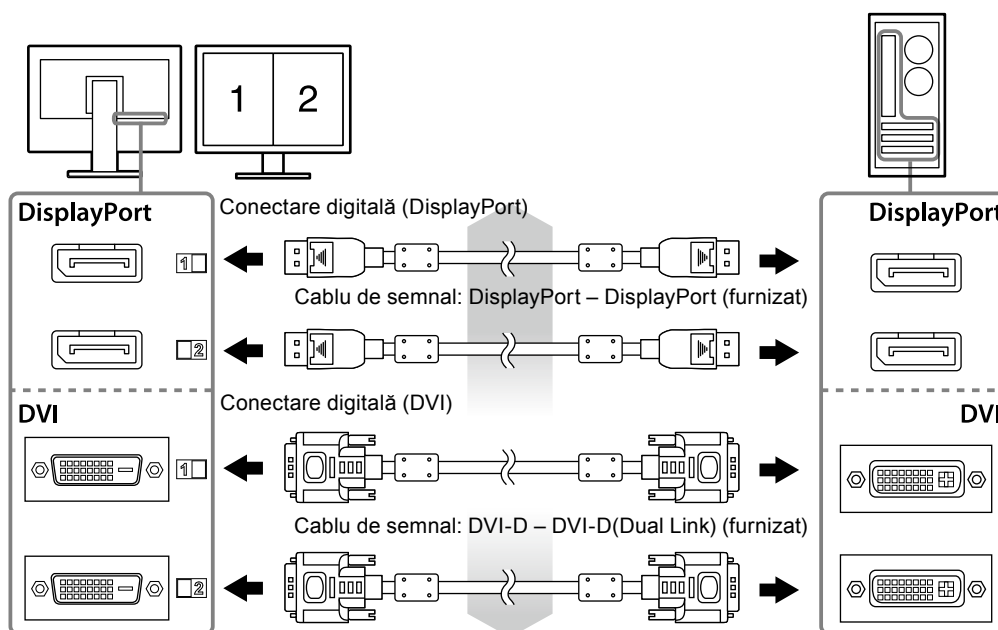 1 2
DisplayPort
Conectare digitală (DisplayPort)
DisplayPort
1
Cablu de semnal: DisplayPort – DisplayPort (furnizat)
2
DVI
Conectare digitală (DVI)
DVI
1
Cablu de semnal: DVI-D – DVI-D(Dual Link) (furnizat)
2